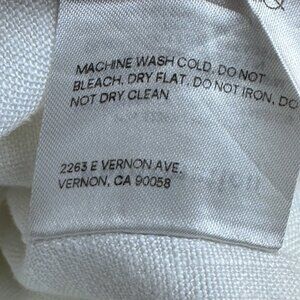 &
MACHINE WASH COLD, DO NOT
BLEACH, DRY FLAT, DO NOT IRON, DO
NOT DRY CLEAN
2263 E VERNON AVE.
VERNON, CA 90058